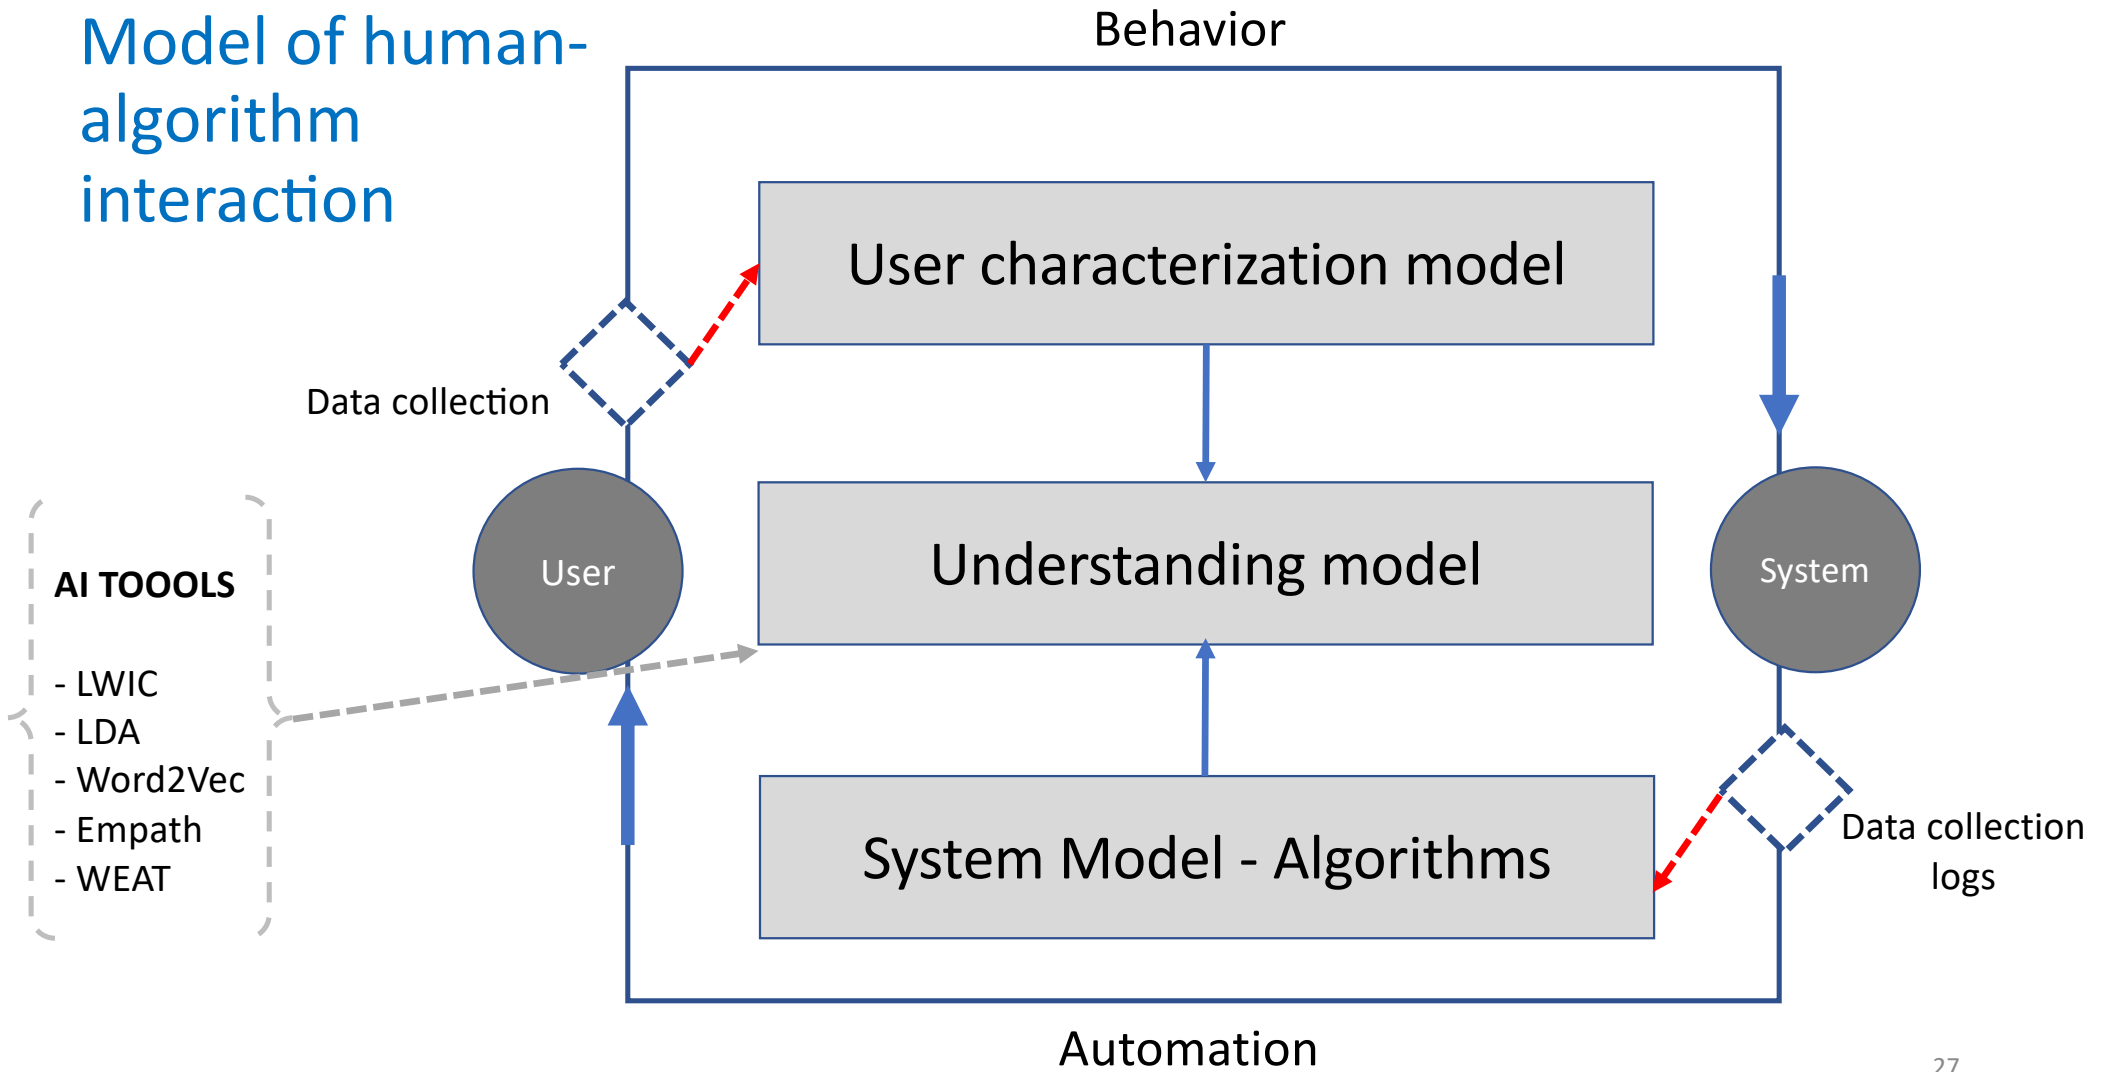 Model of human-
algorithm
interaction
Behavior
User characterization model
Data collection
Understanding model
User
System
AI TOOOLS
- LWIC
- LDA
- Word2Vec
- Empath
- WEAT
System Model - Algorithms
Data collection
logs
Automation
27